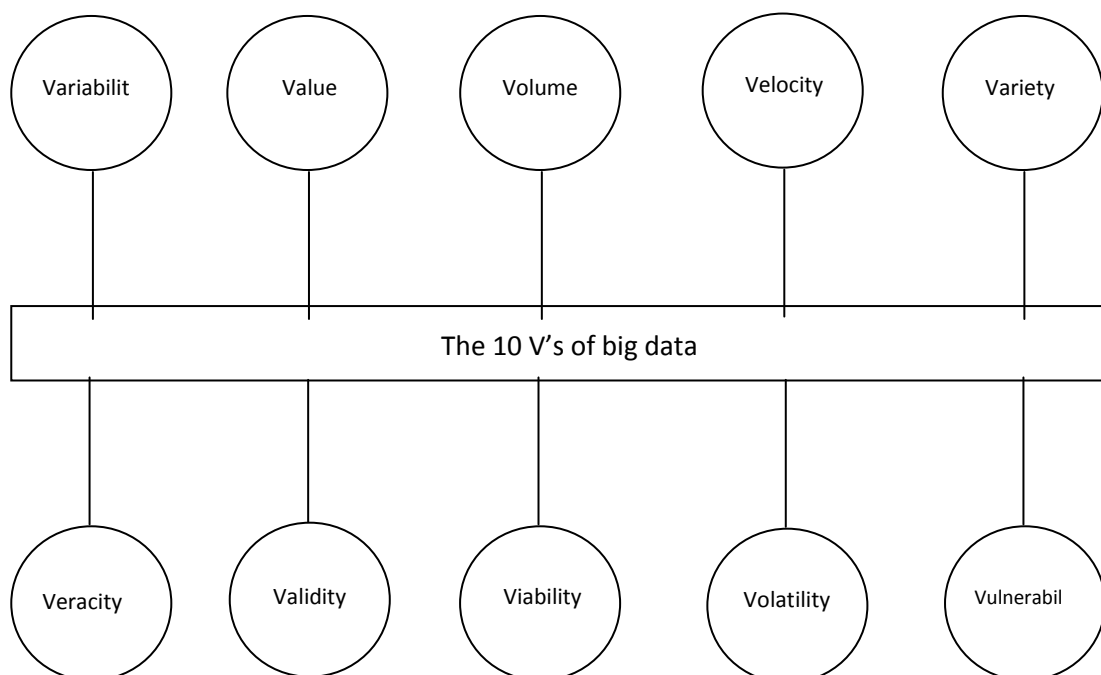 Variabilit
Value
Volume
Velocity
Variety
The 10 V’s of big data
Veracity
Validity
Viability
Volatility
Vulnerabil